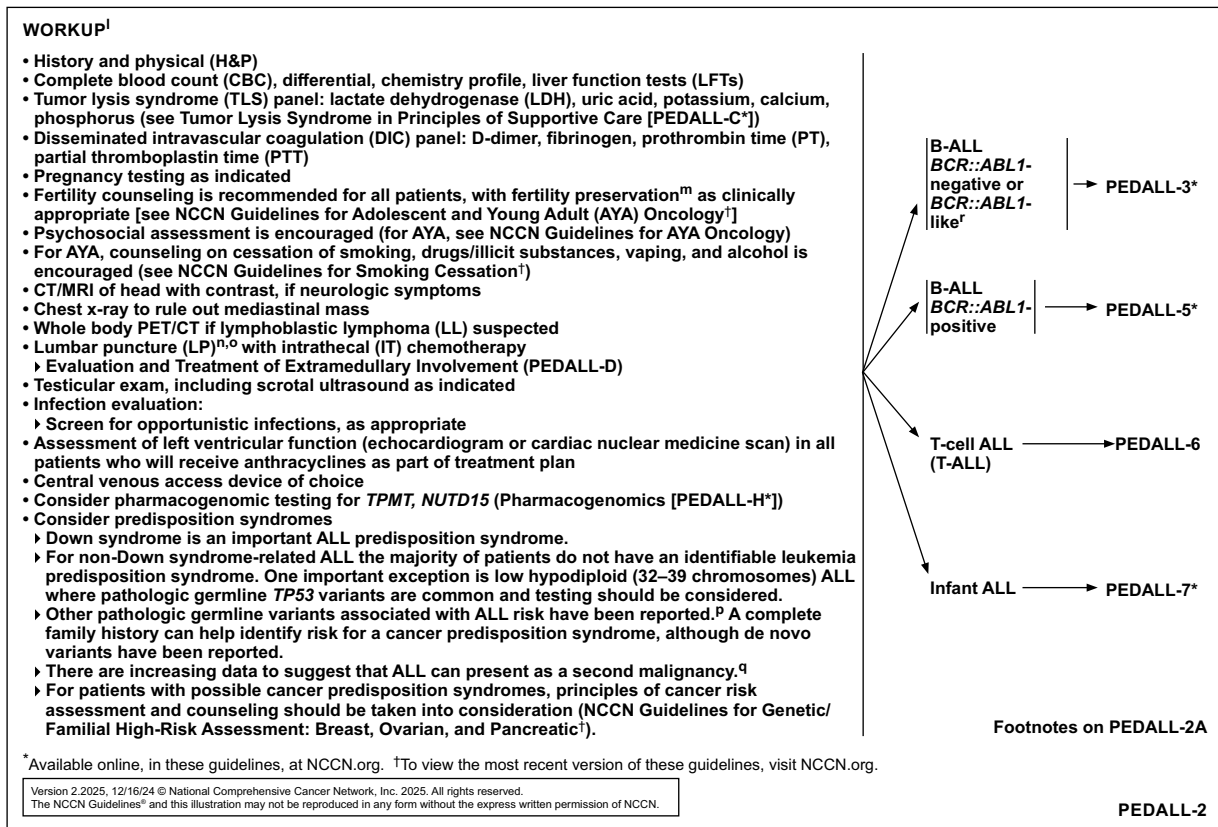 WORKUPl
• History and physical (H&P)
• Complete blood count (CBC), differential, chemistry profile, liver function tests (LFTs)
• Tumor lysis syndrome (TLS) panel: lactate dehydrogenase (LDH), uric acid, potassium, calcium,
phosphorus (see Tumor Lysis Syndrome in Principles of Supportive Care [PEDALL-C*])
• Disseminated intravascular coagulation (DIC) panel: D-dimer, fibrinogen, prothrombin time (PT),
partial thromboplastin time (PTT)
• Pregnancy testing as indicated
• Fertility counseling is recommended for all patients, with fertility preservationm as clinically
appropriate [see NCCN Guidelines for Adolescent and Young Adult (AYA) Oncology†]
• Psychosocial assessment is encouraged (for AYA, see NCCN Guidelines for AYA Oncology)
• For AYA, counseling on cessation of smoking, drugs/illicit substances, vaping, and alcohol is
encouraged (see NCCN Guidelines for Smoking Cessation†)
• CT/MRI of head with contrast, if neurologic symptoms
• Chest x-ray to rule out mediastinal mass
• Whole body PET/CT if lymphoblastic lymphoma (LL) suspected
• Lumbar puncture (LP)n,o with intrathecal (IT) chemotherapy
▸ Evaluation and Treatment of Extramedullary Involvement (PEDALL-D)
• Testicular exam, including scrotal ultrasound as indicated
• Infection evaluation:
▸ Screen for opportunistic infections, as appropriate
• Assessment of left ventricular function (echocardiogram or cardiac nuclear medicine scan) in all
patients who will receive anthracyclines as part of treatment plan
• Central venous access device of choice
• Consider pharmacogenomic testing for TPMT, NUTD15 (Pharmacogenomics [PEDALL-H*])
• Consider predisposition syndromes
▸ Down syndrome is an important ALL predisposition syndrome.
▸ For non-Down syndrome-related ALL the majority of patients do not have an identifiable leukemia
predisposition syndrome. One important exception is low hypodiploid (32–39 chromosomes) ALL
where pathologic germline TP53 variants are common and testing should be considered.
▸ Other pathologic germline variants associated with ALL risk have been reported.p A complete
family history can help identify risk for a cancer predisposition syndrome, although de novo
variants have been reported.
▸ There are increasing data to suggest that ALL can present as a second malignancy.q
▸ For patients with possible cancer predisposition syndromes, principles of cancer risk
assessment and counseling should be taken into consideration (NCCN Guidelines for Genetic/
Familial High-Risk Assessment: Breast, Ovarian, and Pancreatic†).
B-ALL
BCR::ABL1-
negative or
BCR::ABL1-
liker
PEDALL-3*
B-ALL
BCR::ABL1-
positive
PEDALL-5*
T-cell ALL
(T-ALL)
PEDALL-6
Infant ALL
PEDALL-7*
Footnotes on PEDALL-2A
*Available online, in these guidelines, at NCCN.org. †To view the most recent version of these guidelines, visit NCCN.org.
Version 2.2025, 12/16/24 © National Comprehensive Cancer Network, Inc. 2025. All rights reserved.
The NCCN Guidelines® and this illustration may not be reproduced in any form without the express written permission of NCCN.
PEDALL-2